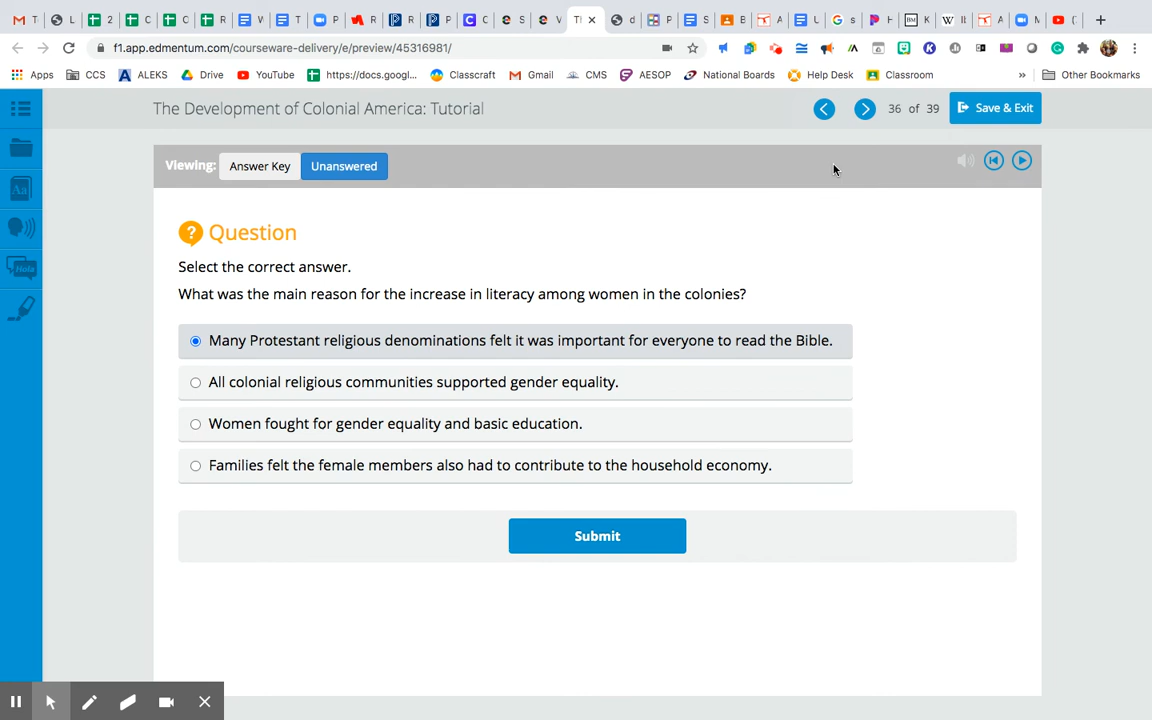 T
L
2
C
C
R
W
T
P
R
R
P
C
S
V
TI
d
P
S
B
A
U
s
H
K
Il
A
M
(
f1.app.edmentum.com/courseware-delivery/e/preview/45316981/
Apps
CCS
ALEKS
Drive
YouTube
https://docs.googl...
Classcraft
Gmail
CMS
AESOP
National Boards
Help Desk
Classroom
»
Other Bookmarks
The Development of Colonial America: Tutorial
36 of 39
Save & Exit
Viewing:
Answer Key
Unanswered
Aa
Hola
? Question
Select the correct answer.
What was the main reason for the increase in literacy among women in the colonies?
Many Protestant religious denominations felt it was important for everyone to read the Bible.
All colonial religious communities supported gender equality.
Women fought for gender equality and basic education.
Families felt the female members also had to contribute to the household economy.
Submit